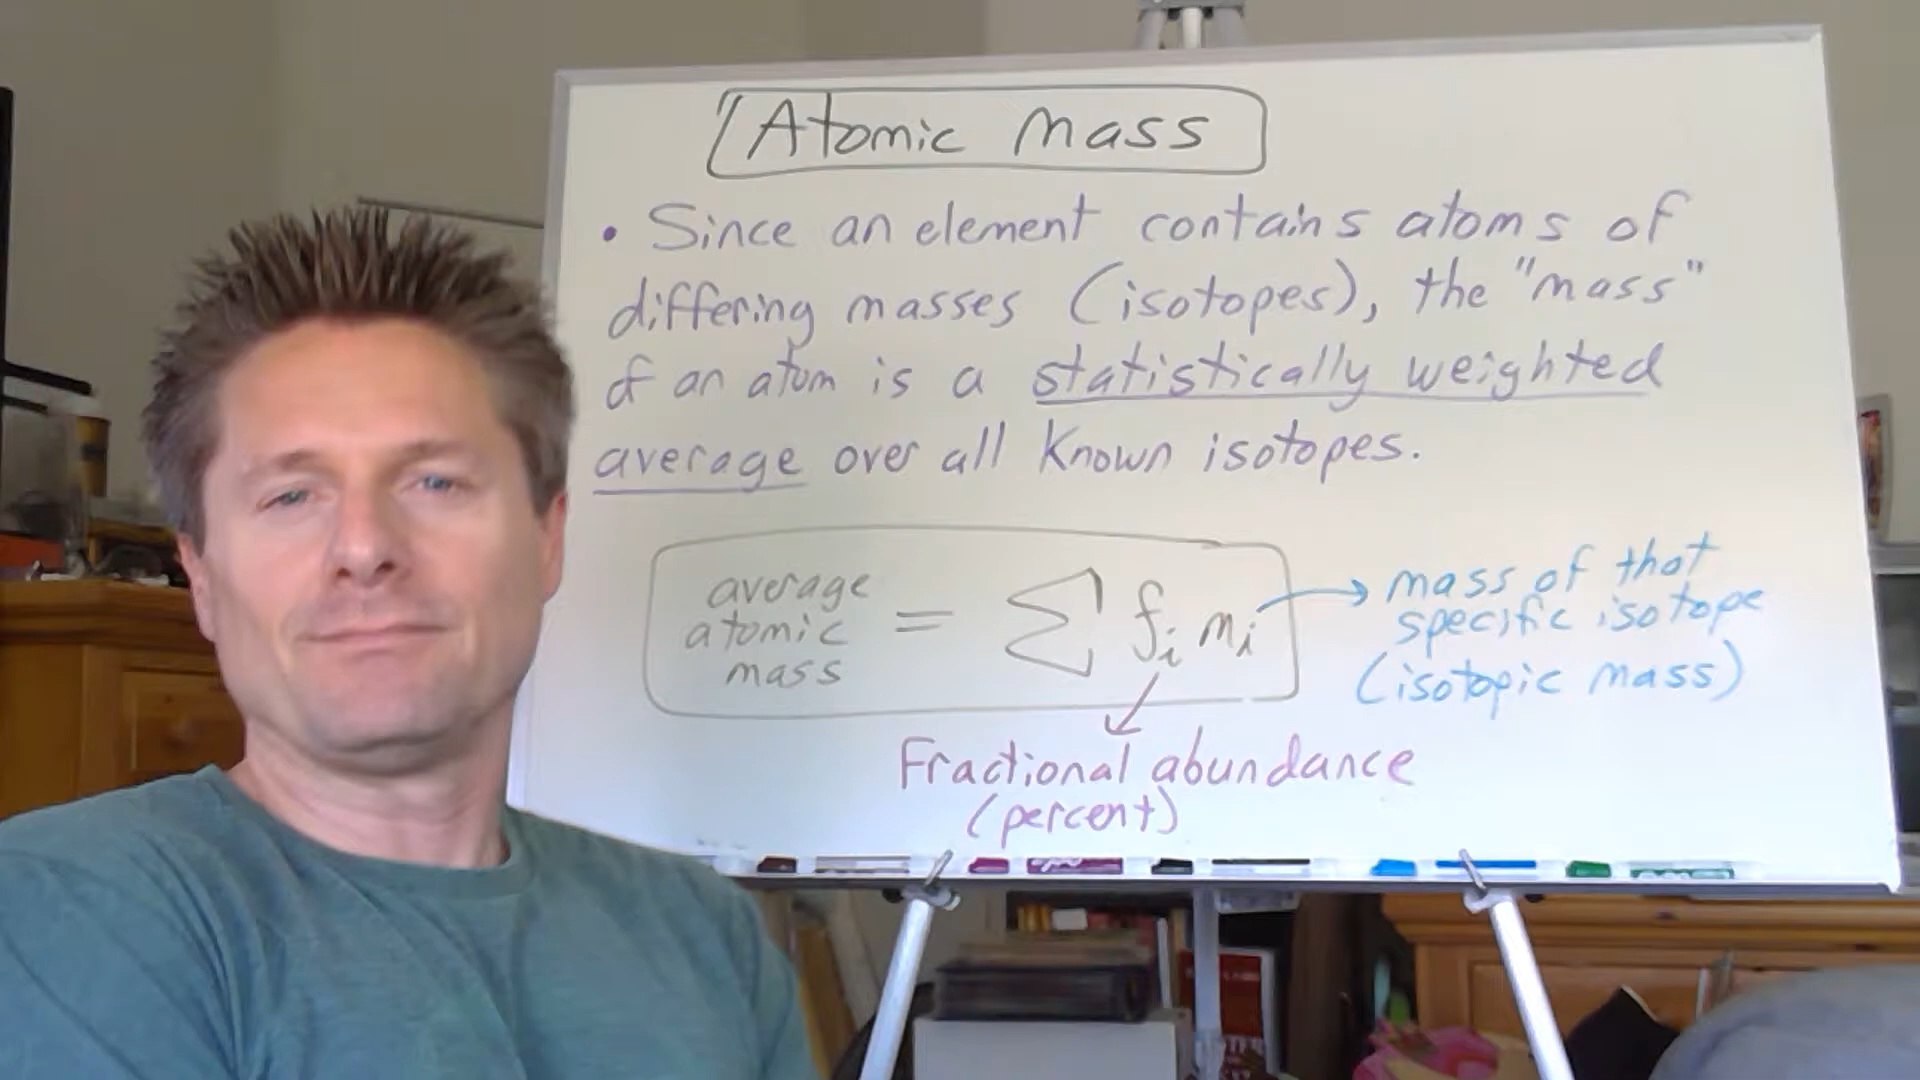 Atomic Mass
• Since an element contains atoms of
differing masses (isotopes), the "mass"
of an atom is a statistically weighted
average over all known isotopes.
average
atomic
mass
= ∑ fᵢ mᵢ
mass of that
specific isotope
(isotopic mass)
Fractional abundance
(percent)